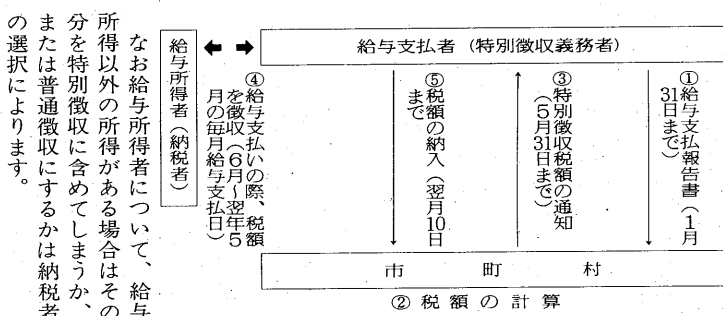 給与支払者(特別徴収義務者)
①給与支払報告書(1月
31日まで)
③特別徴収税額の通知
(5月31日まで)
⑤税額の納入(翌月10日
まで
④給与支払いの際、税額
を徴収(6月〜翌年5
月の毎月給与支払日)
給与所得者(納税者)
市町村
②税額の計算
なお給与所得者について、給与
所得以外の所得がある場合はその
分を特別徴収に含めてしまうか、
または普通徴収にするかは納税者
の選択によります。